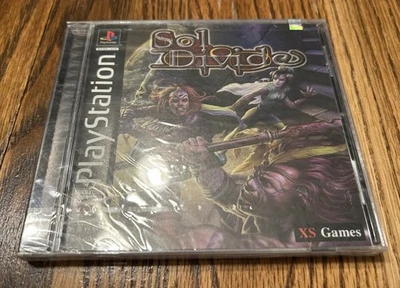 PlayStation
Sol
Divide
XS Games